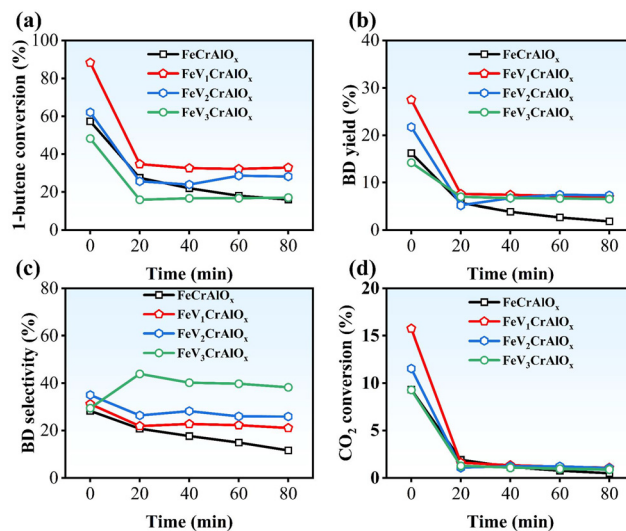 (a)
1-butene conversion (%)
100
80
60
40
20
0
FeCrAlOₓ
FeV₁CrAlOₓ
FeV₂CrAlOₓ
FeV₃CrAlOₓ
0 20 40 60 80
Time (min)
(b)
BD yield (%)
40
30
20
10
0
FeCrAlOₓ
FeV₁CrAlOₓ
FeV₂CrAlOₓ
FeV₃CrAlOₓ
0 20 40 60 80
Time (min)
(c)
BD selectivity (%)
80
60
40
20
0
FeCrAlOₓ
FeV₁CrAlOₓ
FeV₂CrAlOₓ
FeV₃CrAlOₓ
0 20 40 60 80
Time (min)
(d)
CO₂ conversion (%)
20
15
10
5
0
FeCrAlOₓ
FeV₁CrAlOₓ
FeV₂CrAlOₓ
FeV₃CrAlOₓ
0 20 40 60 80
Time (min)